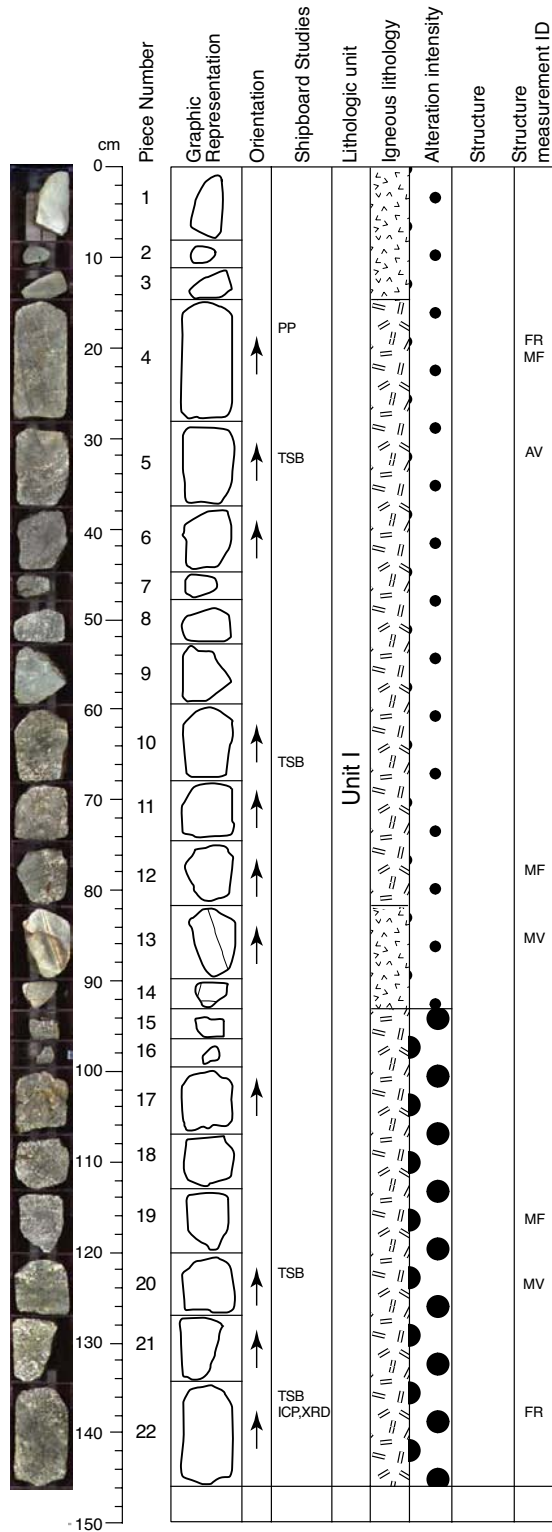 cm
Piece Number
Graphic
Representation
Orientation
Shipboard Studies
Lithologic unit
Igneous lithology
Alteration intensity
Structure
Structure
measurement ID
0
10
20
30
40
50
60
70
80
90
100
110
120
130
140
150
1
2
3
4
5
6
7
8
9
10
11
12
13
14
15
16
17
18
19
20
21
22
PP
TSB
TSB
TSB
TSB
ICP,XRD
Unit I
FR
MF
AV
MF
MV
MF
MV
FR